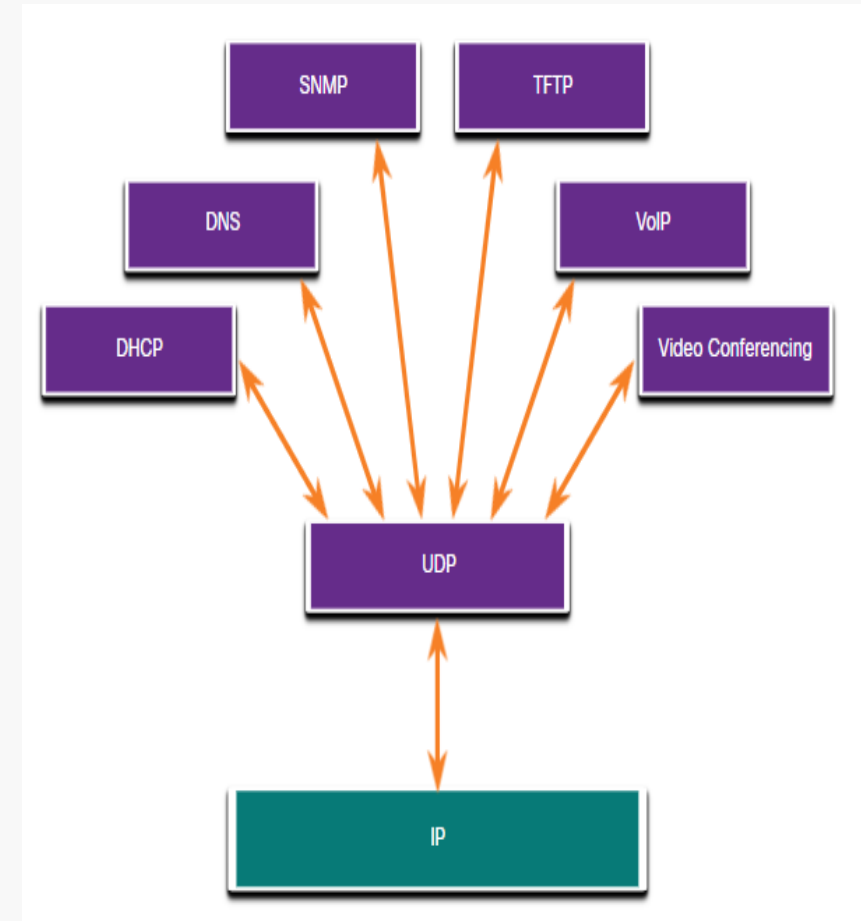 SNMP
TFTP
DNS
VoIP
DHCP
Video Conferencing
UDP
IP